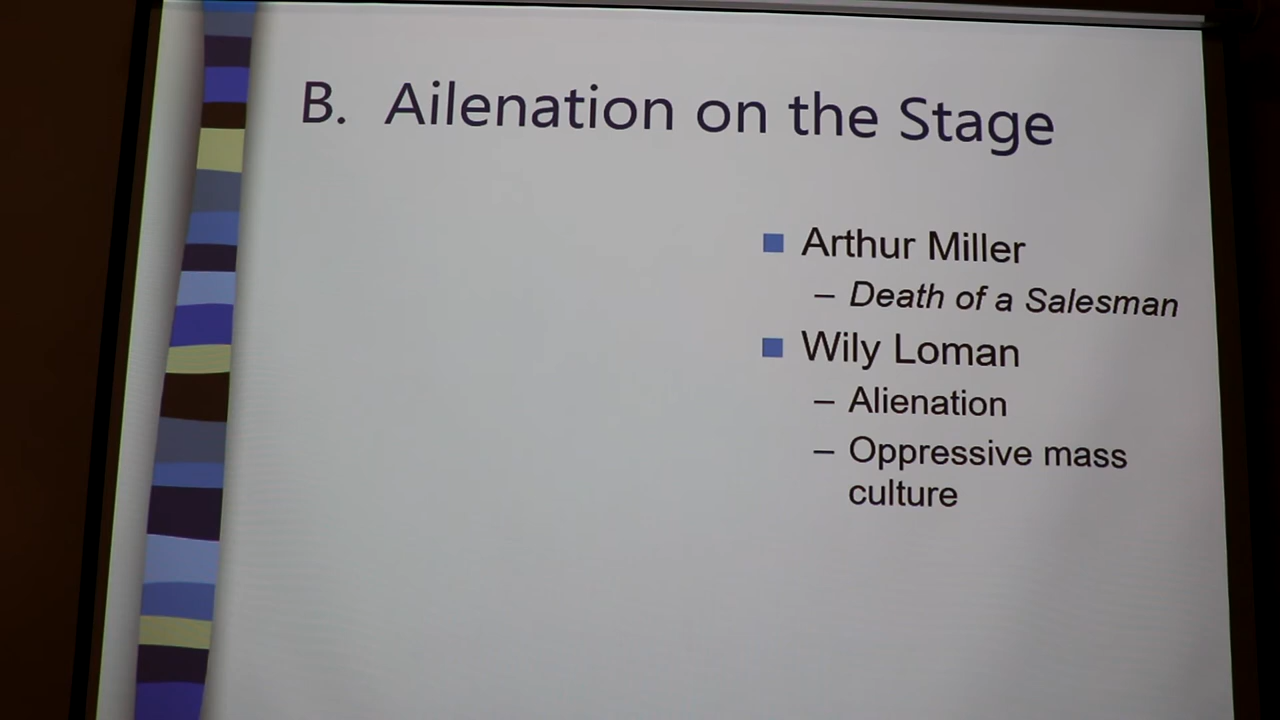 B. Ailenation on the Stage
Arthur Miller
– Death of a Salesman
Wily Loman
– Alienation
– Oppressive mass
culture